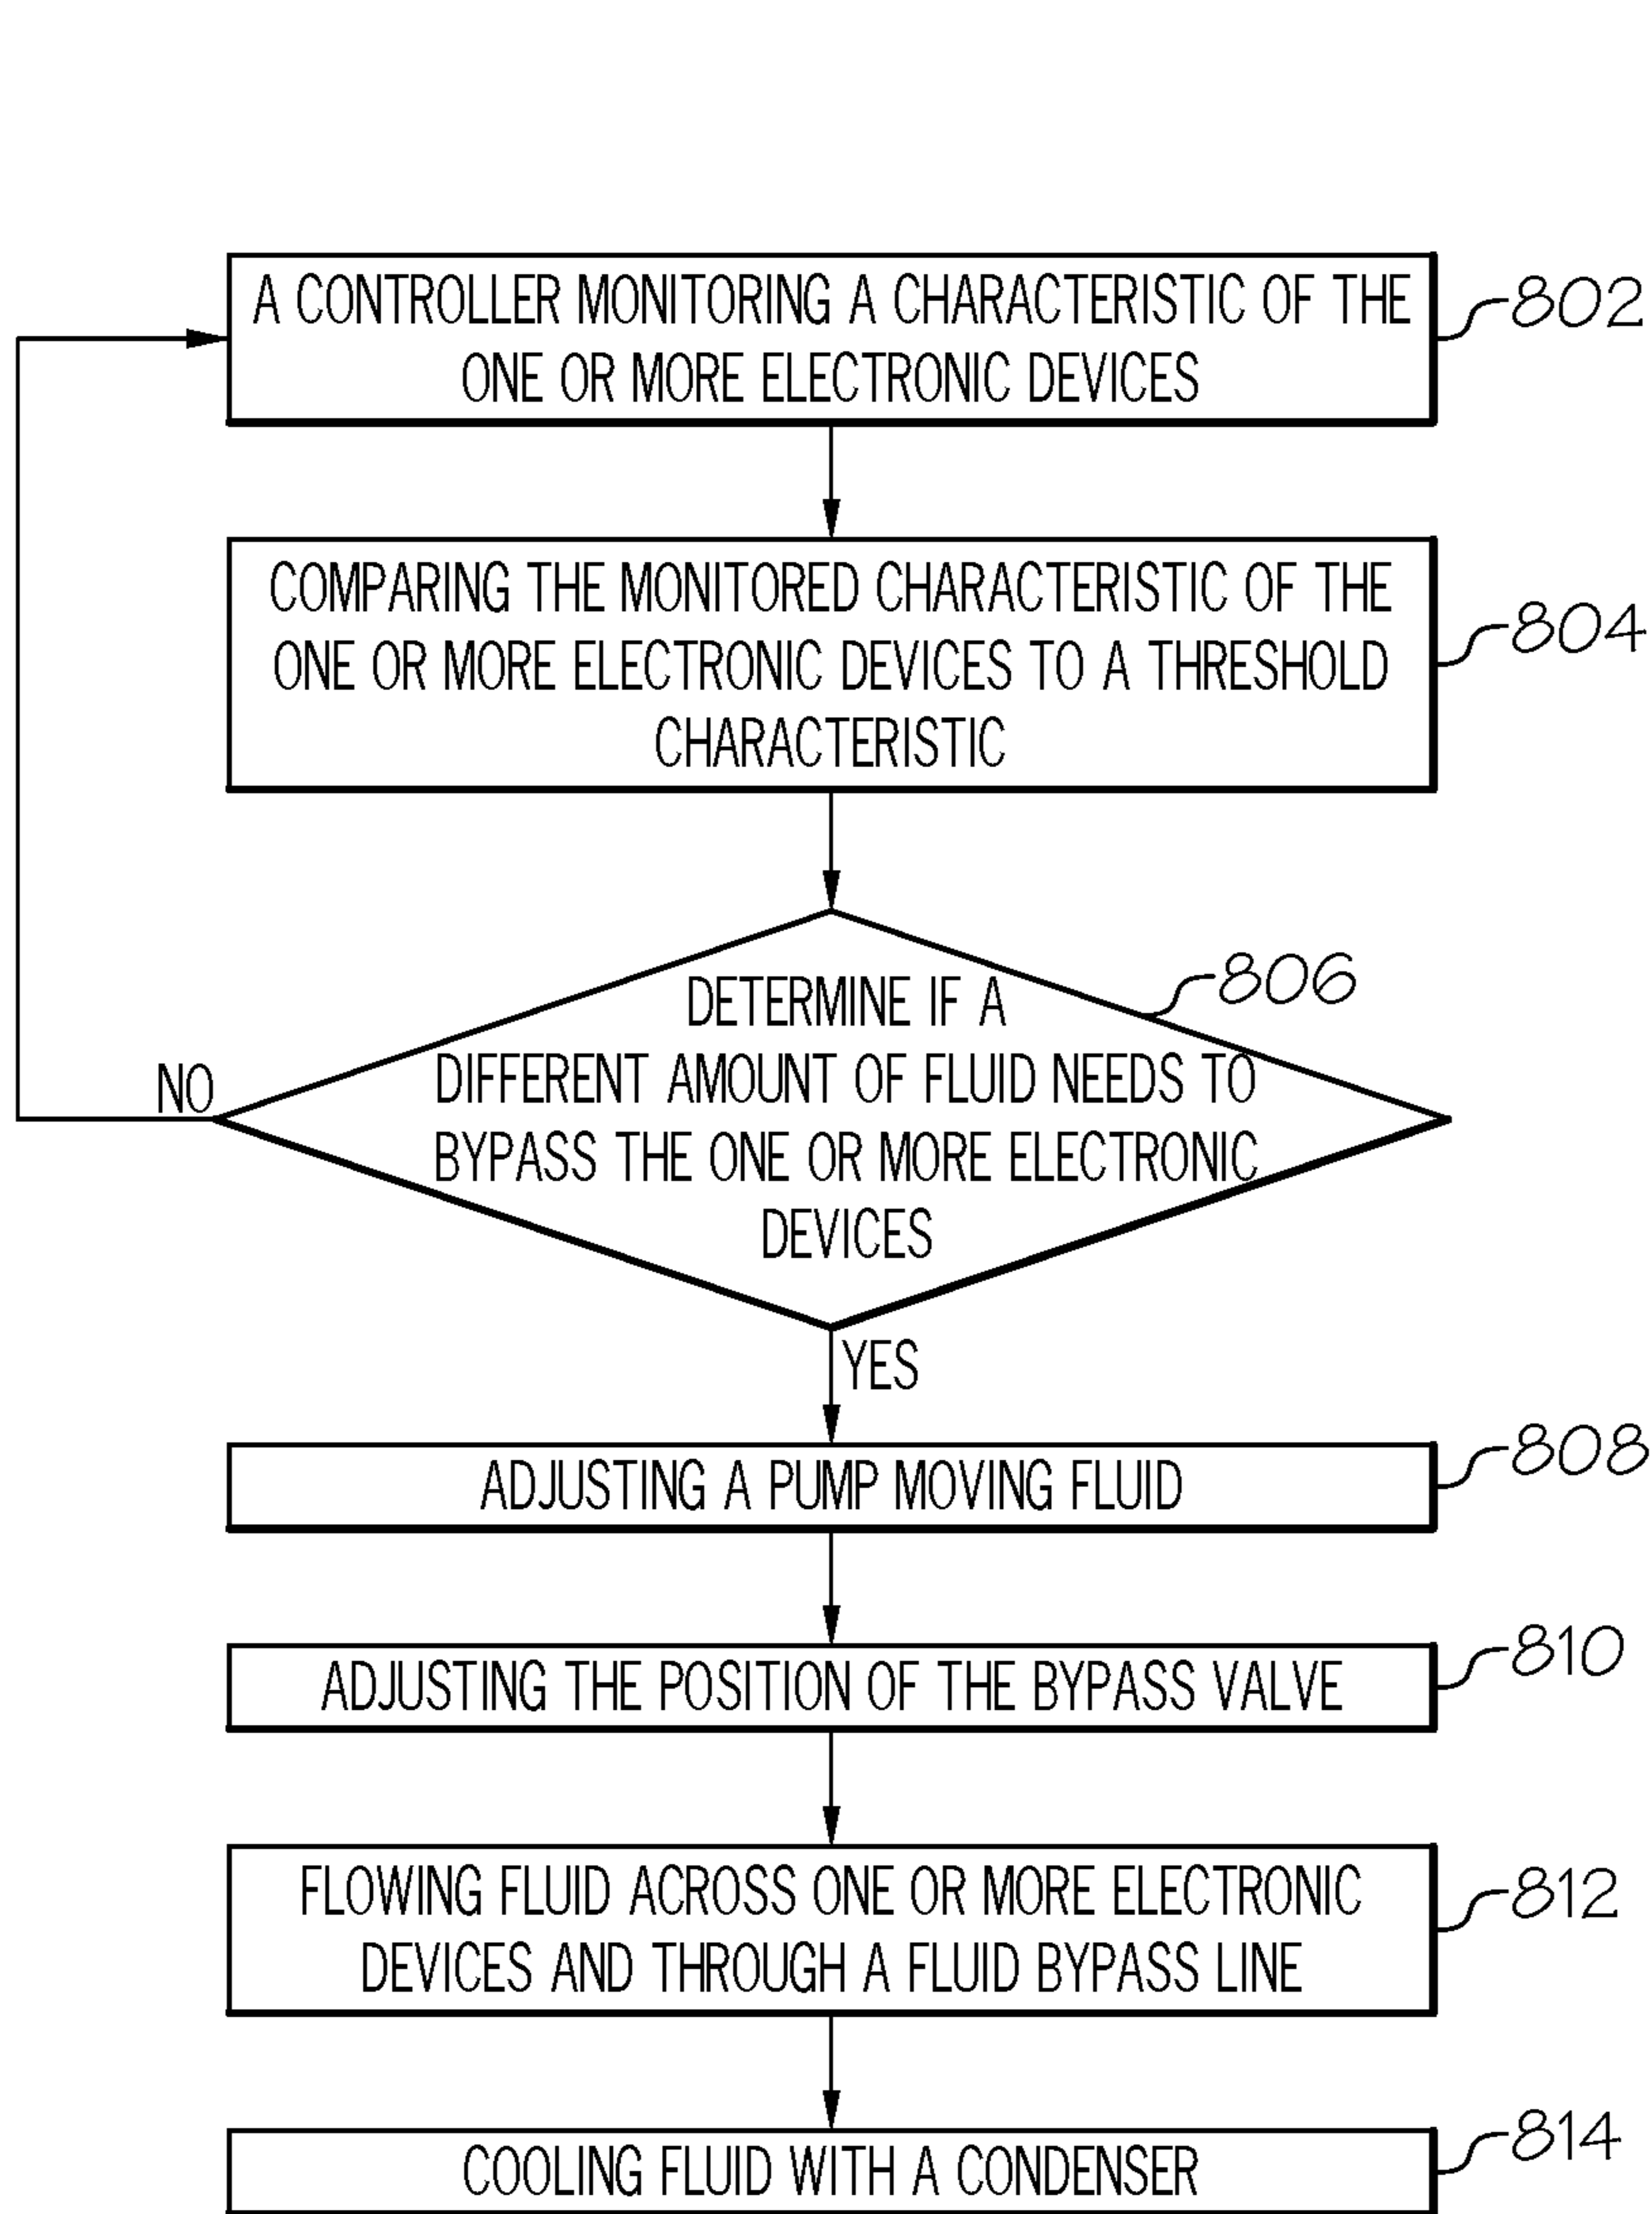 A CONTROLLER MONITORING A CHARACTERISTIC OF THE
ONE OR MORE ELECTRONIC DEVICES
802
COMPARING THE MONITORED CHARACTERISTIC OF THE
ONE OR MORE ELECTRONIC DEVICES TO A THRESHOLD
CHARACTERISTIC
804
DETERMINE IF A
DIFFERENT AMOUNT OF FLUID NEEDS TO
BYPASS THE ONE OR MORE ELECTRONIC
DEVICES
806
NO
YES
ADJUSTING A PUMP MOVING FLUID
808
ADJUSTING THE POSITION OF THE BYPASS VALVE
810
FLOWING FLUID ACROSS ONE OR MORE ELECTRONIC
DEVICES AND THROUGH A FLUID BYPASS LINE
812
COOLING FLUID WITH A CONDENSER
814